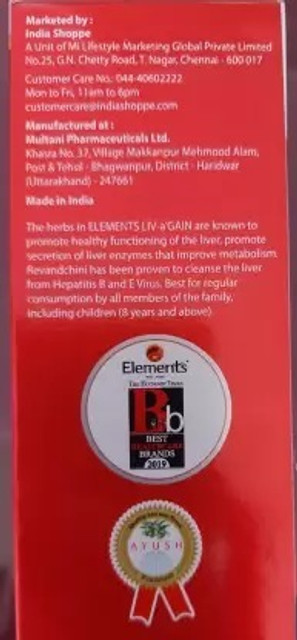 Marketed by :
India Shoppe
A Unit of Mi Lifestyle Marketing Global Private Limited
No.25, G.N. Chetty Road, T. Nagar, Chennai - 600 017
Customer Care No.: 044-40602222
Mon to Fri, 11am to 6pm
customercare@indiashoppe.com
Manufactured at :
Multani Pharmaceuticals Ltd.
Khasra No. 37, Village Makkanpur Mehmood Alam,
Post & Tehsil - Bhagwanpur, District - Haridwar
(Uttarakhand) - 247661
Made in India
The herbs in ELEMENTS LIV-a'GAIN are known to
promote healthy functioning of the liver, promote
secretion of liver enzymes that improve metabolism.
Revandchini has been proven to cleanse the liver
from Hepatitis B and E Virus. Best for regular
consumption by all members of the family,
including children (8 years and above)
Elements
The Economic Times
Bb
BEST
HEALTHCARE
BRANDS
2019
AYUSH